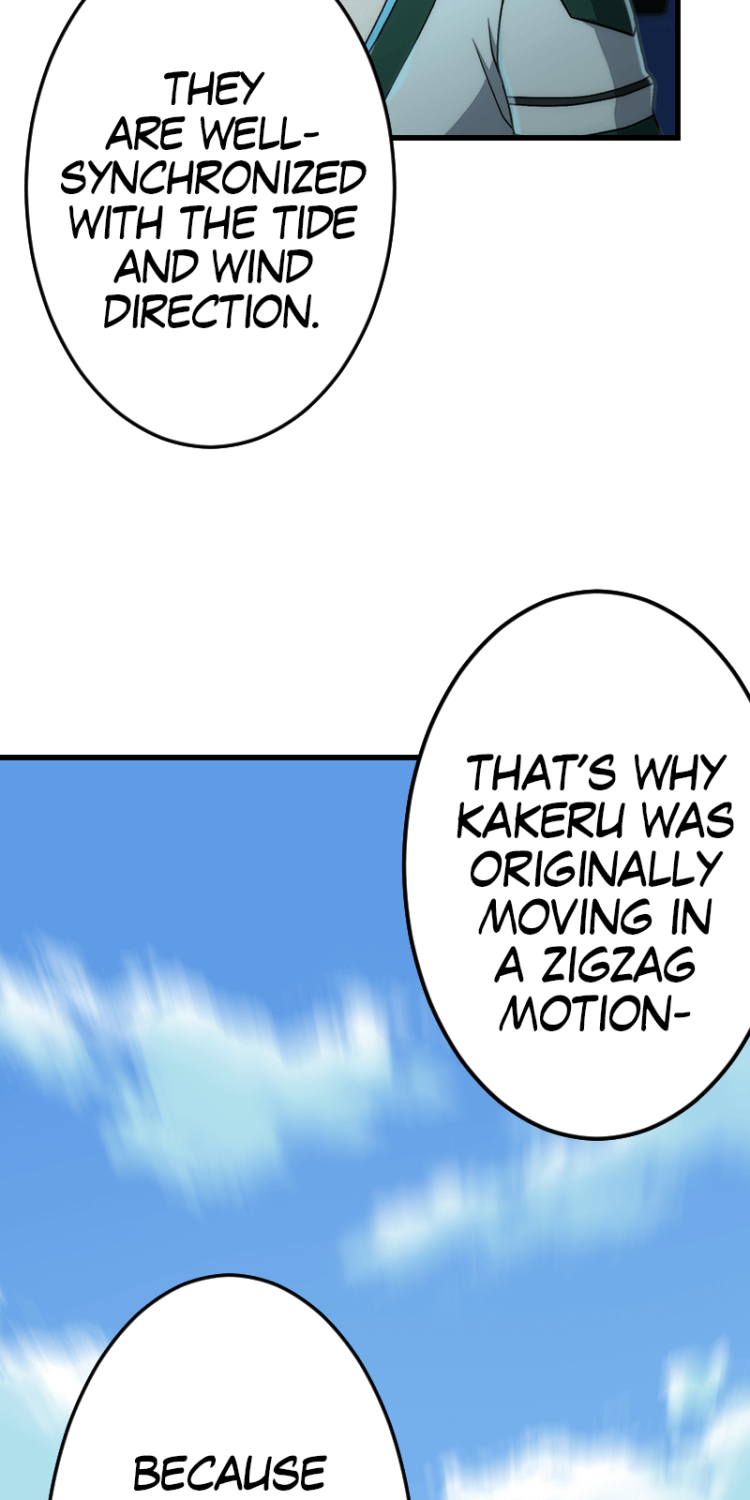 THEY
ARE WELL-
SYNCHRONIZED
WITH THE TIDE
AND WIND
DIRECTION.
THAT'S WHY
KAKERU WAS
ORIGINALLY
MOVING IN
A ZIGZAG
MOTION-
BECAUSE